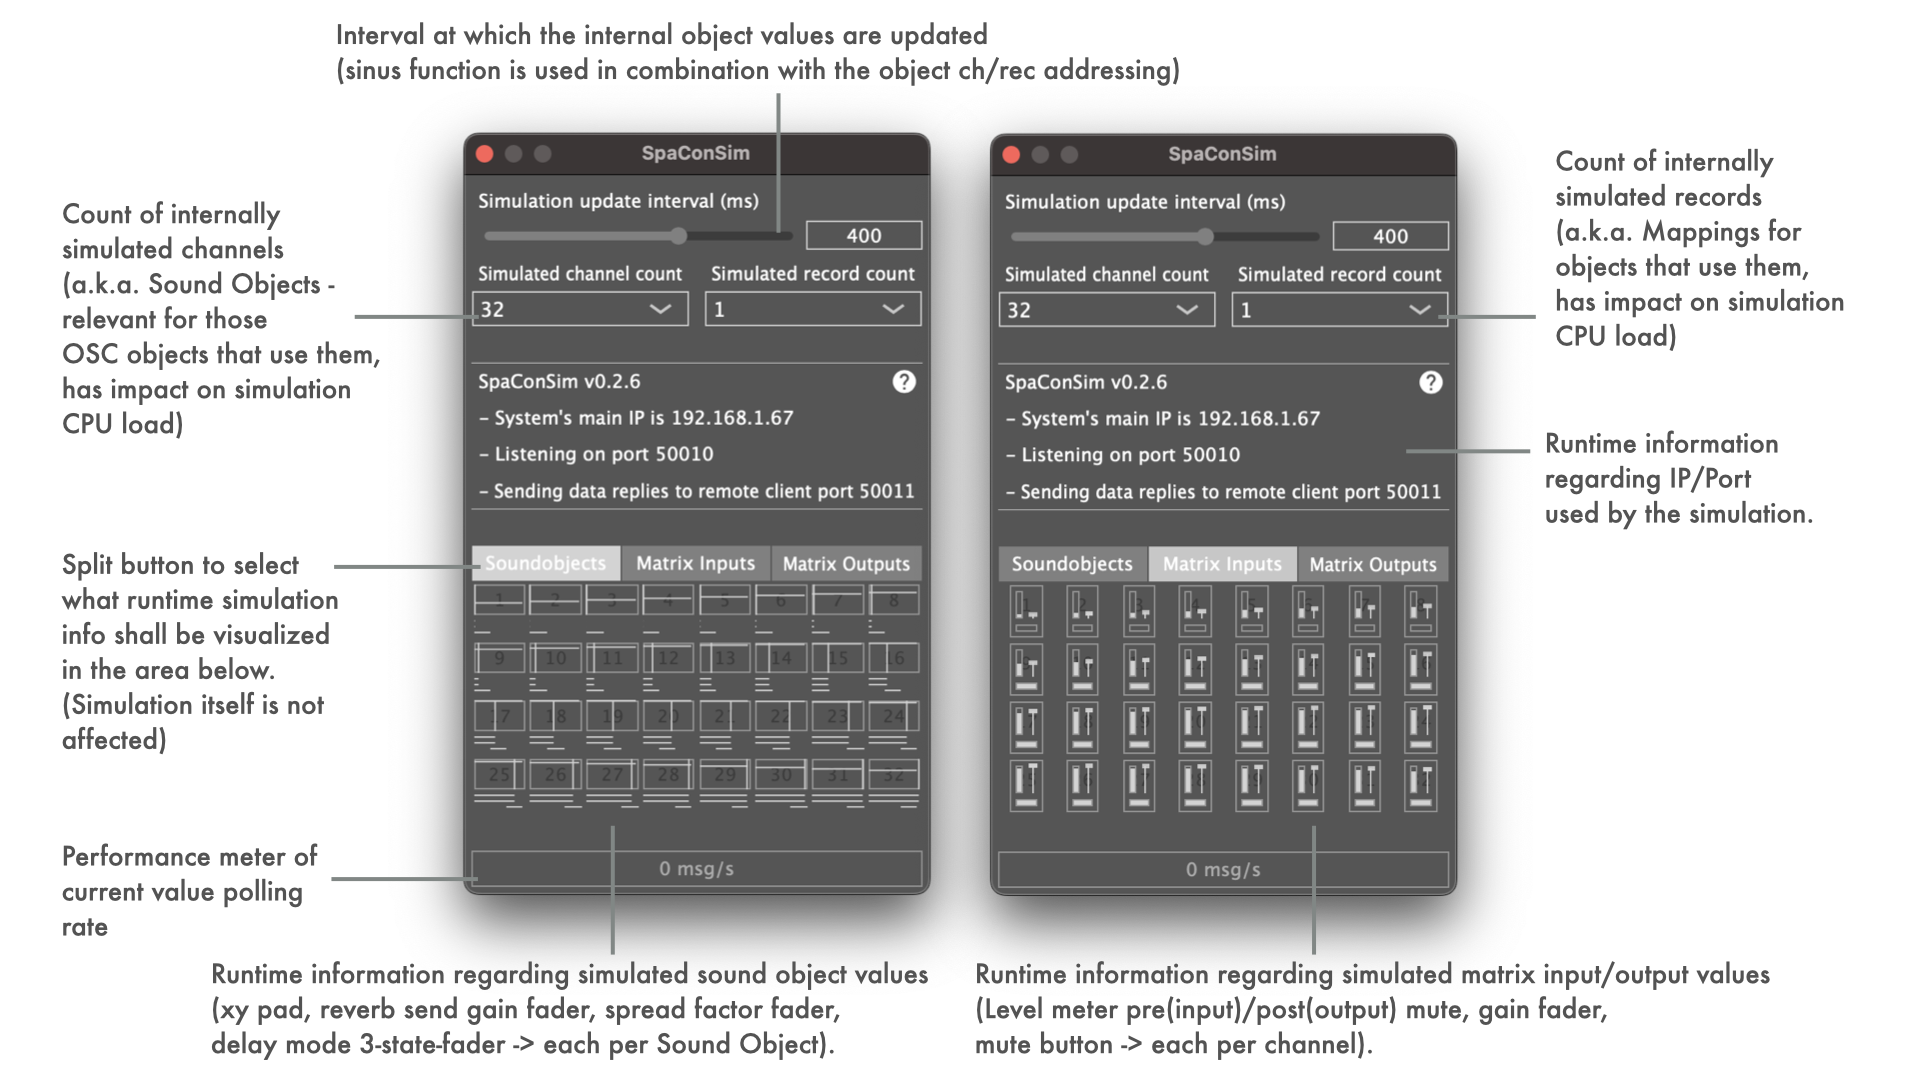 Interval at which the internal object values are updated
(sinus function is used in combination with the object ch/rec addressing)
Count of internally
simulated channels
(a.k.a. Sound Objects -
relevant for those
OSC objects that use them,
has impact on simulation
CPU load)
Split button to select
what runtime simulation
info shall be visualized
in the area below.
(Simulation itself is not
affected)
Performance meter of
current value polling
rate
SpaConSim
Simulation update interval (ms)
400
Simulated channel count Simulated record count
32 1
SpaConSim v0.2.6 ?
– System's main IP is 192.168.1.67
– Listening on port 50010
– Sending data replies to remote client port 50011
Soundobjects Matrix Inputs Matrix Outputs
1 2 3 4 5 6 7 8
9 10 11 12 13 14 15 16
17 18 19 20 21 22 23 24
25 26 27 28 29 30 31 32
0 msg/s
SpaConSim
Simulation update interval (ms)
400
Simulated channel count Simulated record count
32 1
SpaConSim v0.2.6 ?
– System's main IP is 192.168.1.67
– Listening on port 50010
– Sending data replies to remote client port 50011
Soundobjects Matrix Inputs Matrix Outputs
0 msg/s
Count of internally
simulated records
(a.k.a. Mappings for
objects that use them,
has impact on simulation
CPU load)
Runtime information
regarding IP/Port
used by the simulation.
Runtime information regarding simulated sound object values
(xy pad, reverb send gain fader, spread factor fader,
delay mode 3-state-fader -> each per Sound Object).
Runtime information regarding simulated matrix input/output values
(Level meter pre(input)/post(output) mute, gain fader,
mute button -> each per channel).